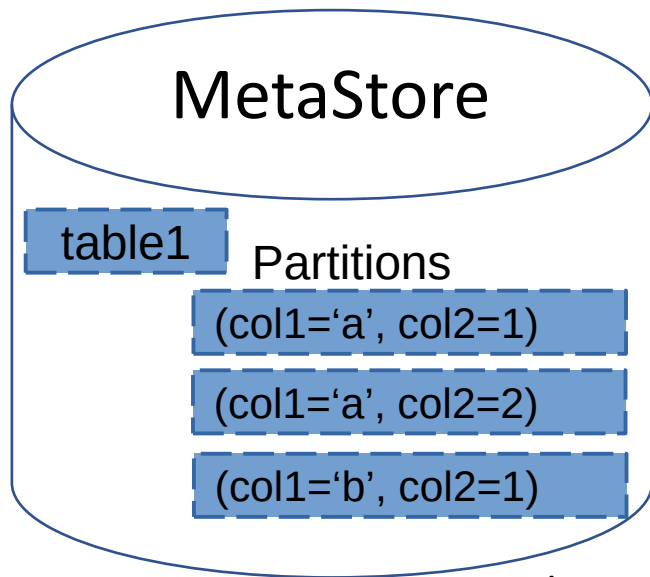 MetaStore
table1
Partitions
(col1=‘a’, col2=1)
(col1=‘a’, col2=2)
(col1=‘b’, col2=1)